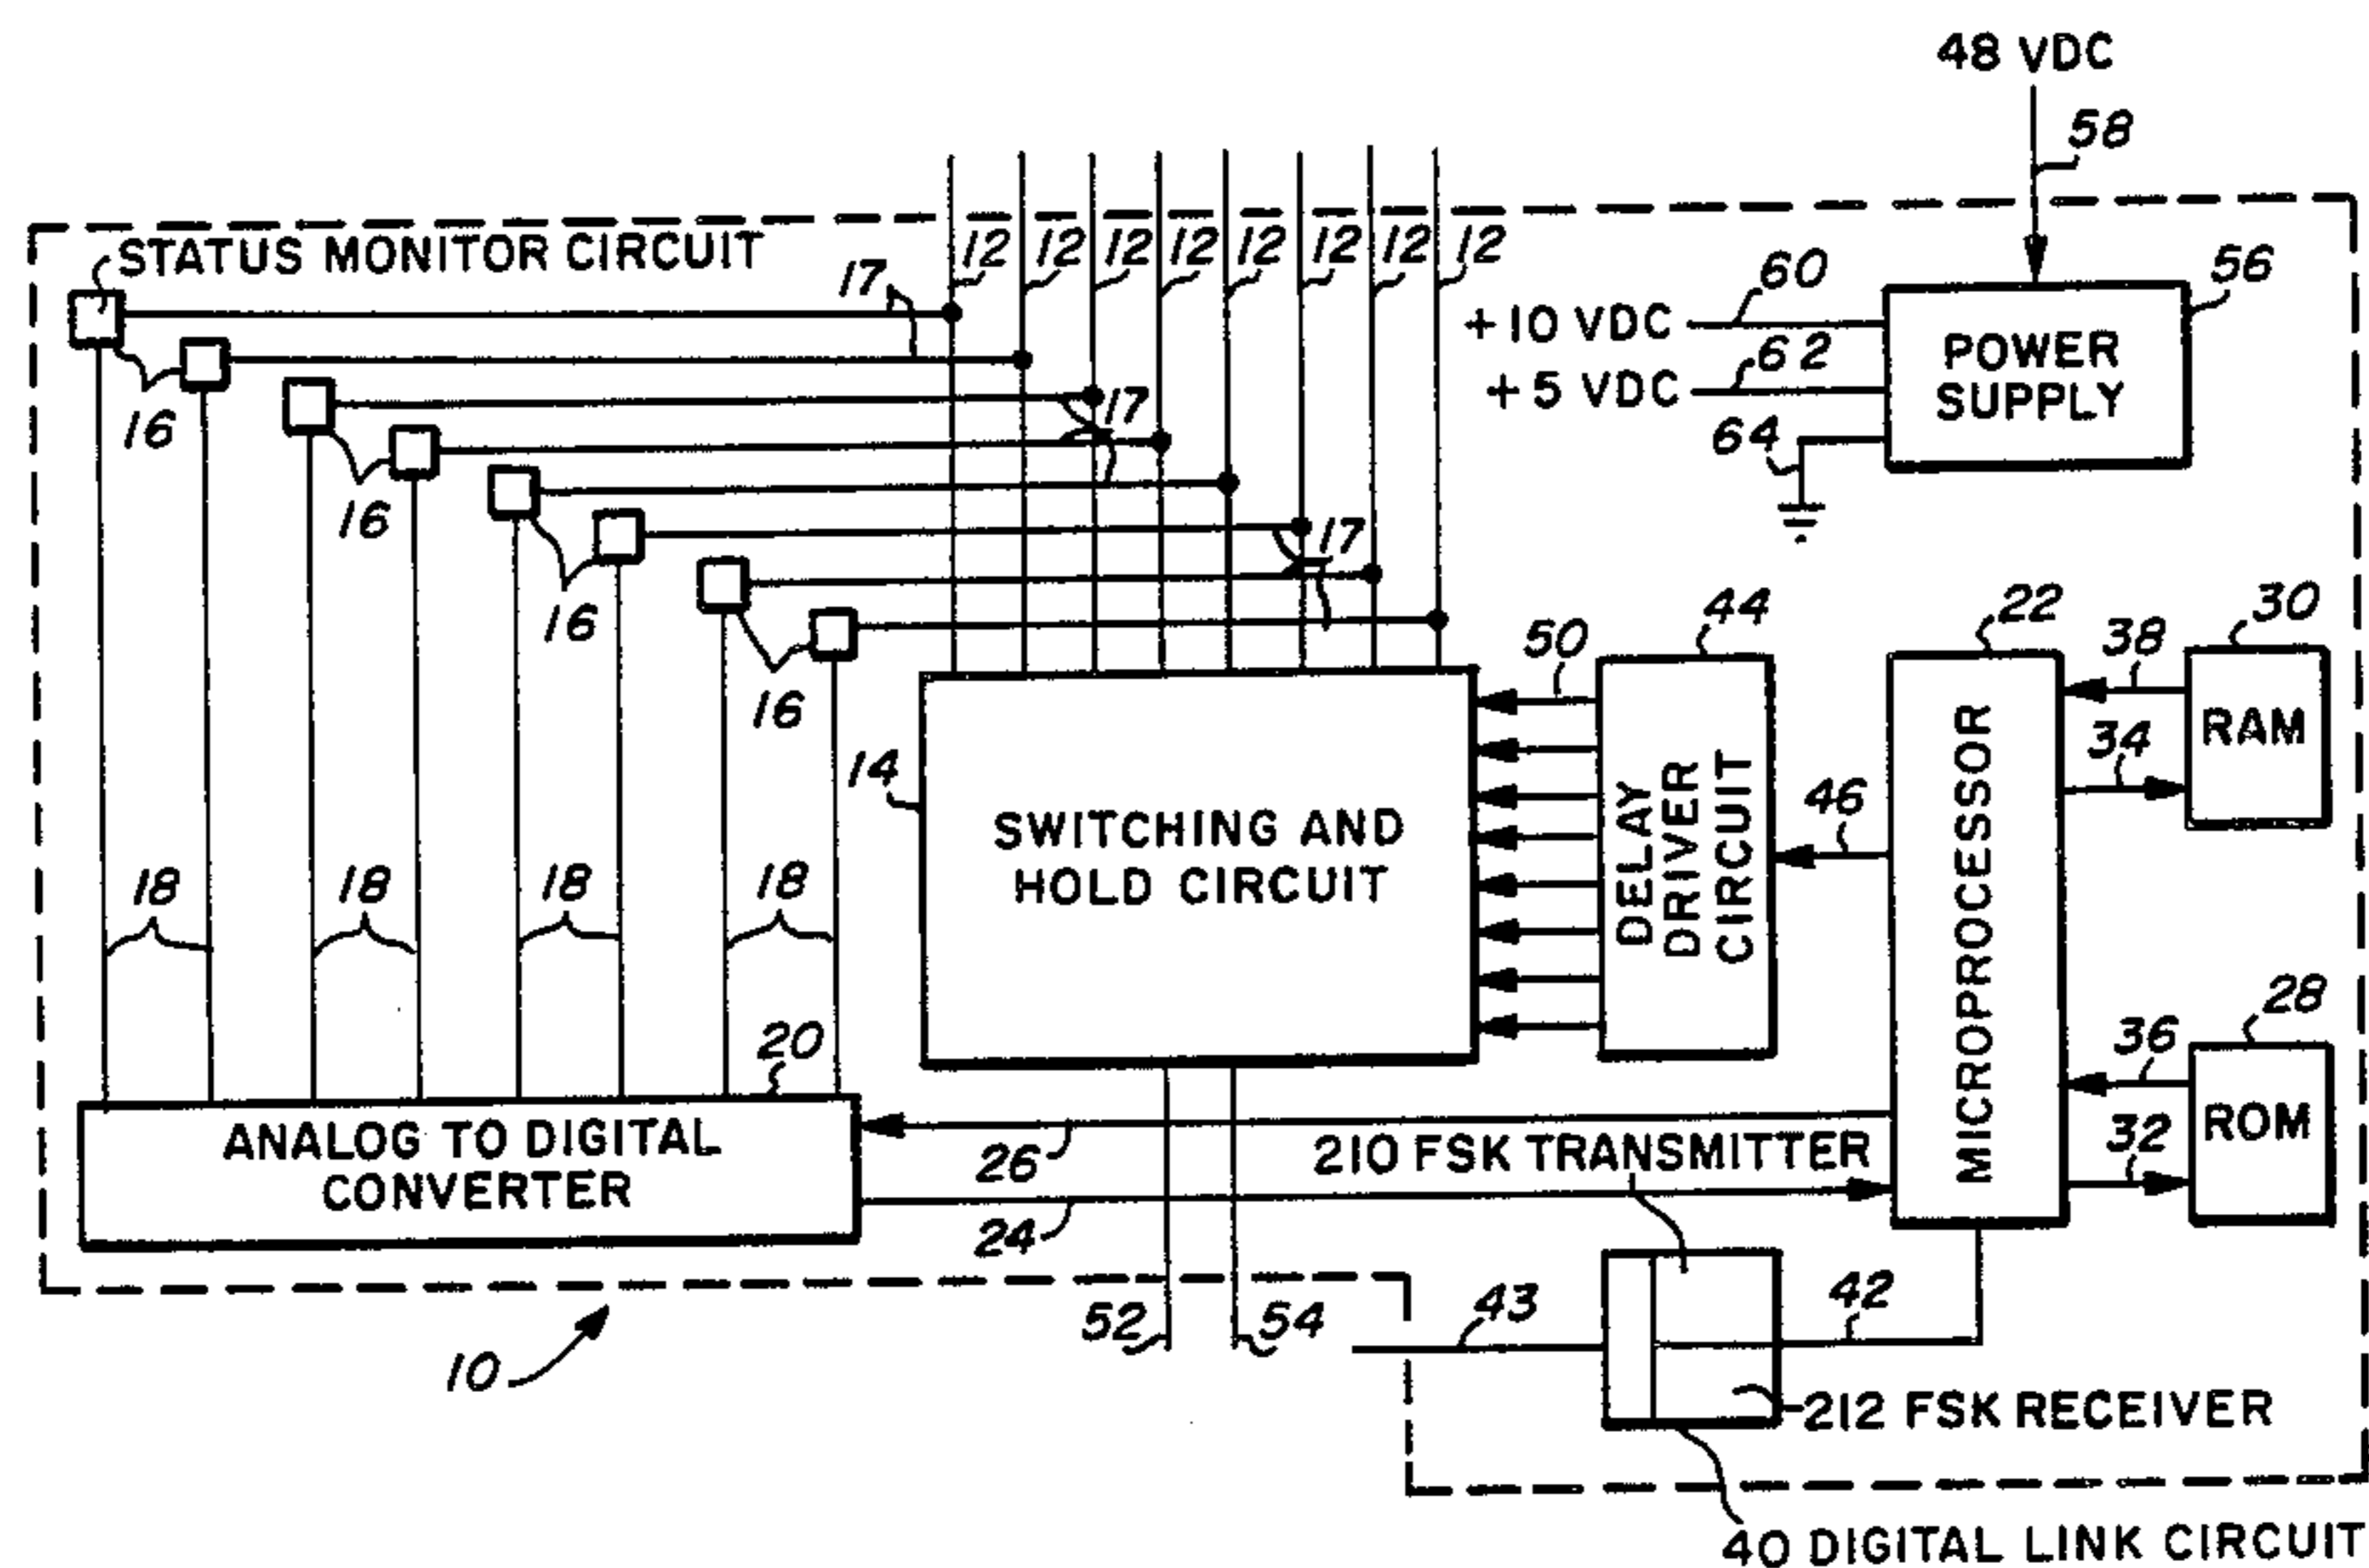 48 VDC
58
STATUS MONITOR CIRCUIT
12 12 12 12 12 12 12 12
17
60
56
+10 VDC
POWER
SUPPLY
62
+5 VDC
64
16
17
16
17
16
16
50
44
22
30
38
RAM
34
14
46
SWITCHING AND
HOLD CIRCUIT
DELAY
DRIVER
CIRCUIT
MICROPROCESSOR
18 18 18 18
28
36
ROM
32
20
ANALOG TO DIGITAL
CONVERTER
26
210 FSK TRANSMITTER
24
52
54
43
42
10
212 FSK RECEIVER
40 DIGITAL LINK CIRCUIT